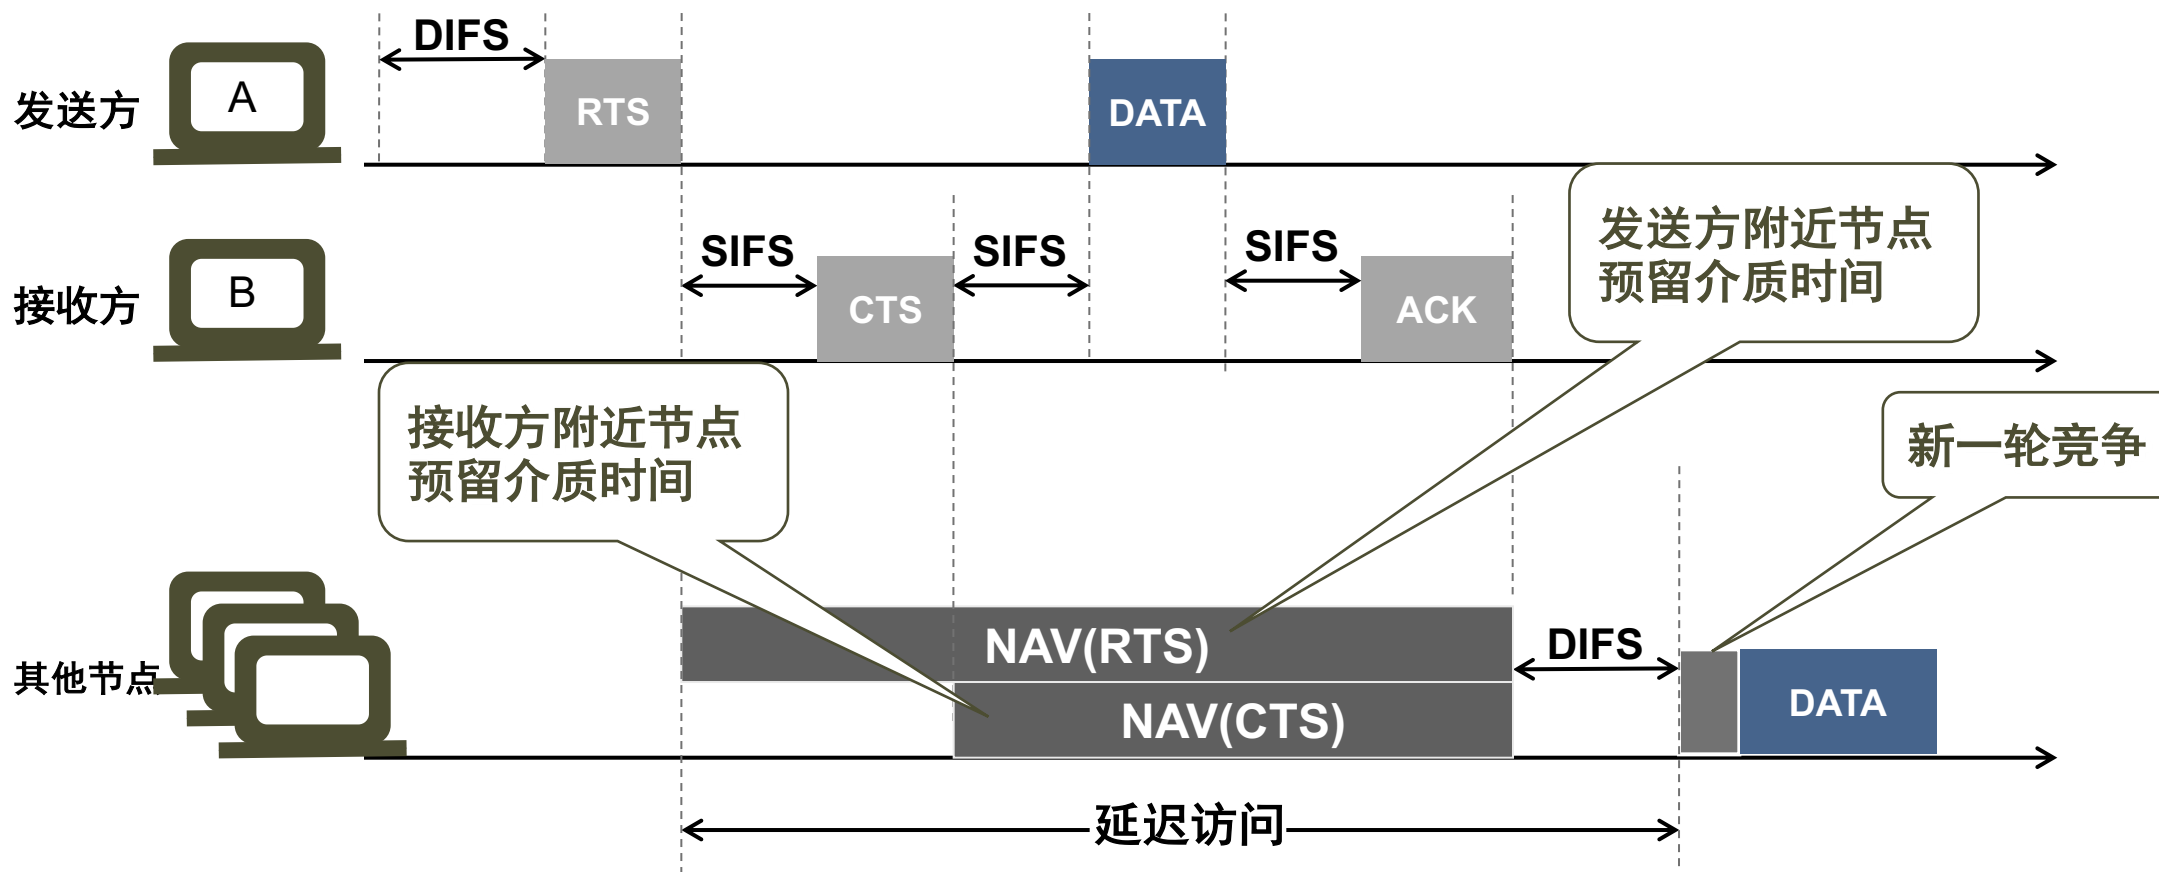 DIFS
发送方
A
RTS
DATA
发送方附近节点
预留介质时间
SIFS
SIFS
SIFS
接收方
B
CTS
ACK
接收方附近节点
预留介质时间
新一轮竞争
其他节点
NAV(RTS)
DIFS
NAV(CTS)
DATA
延迟访问